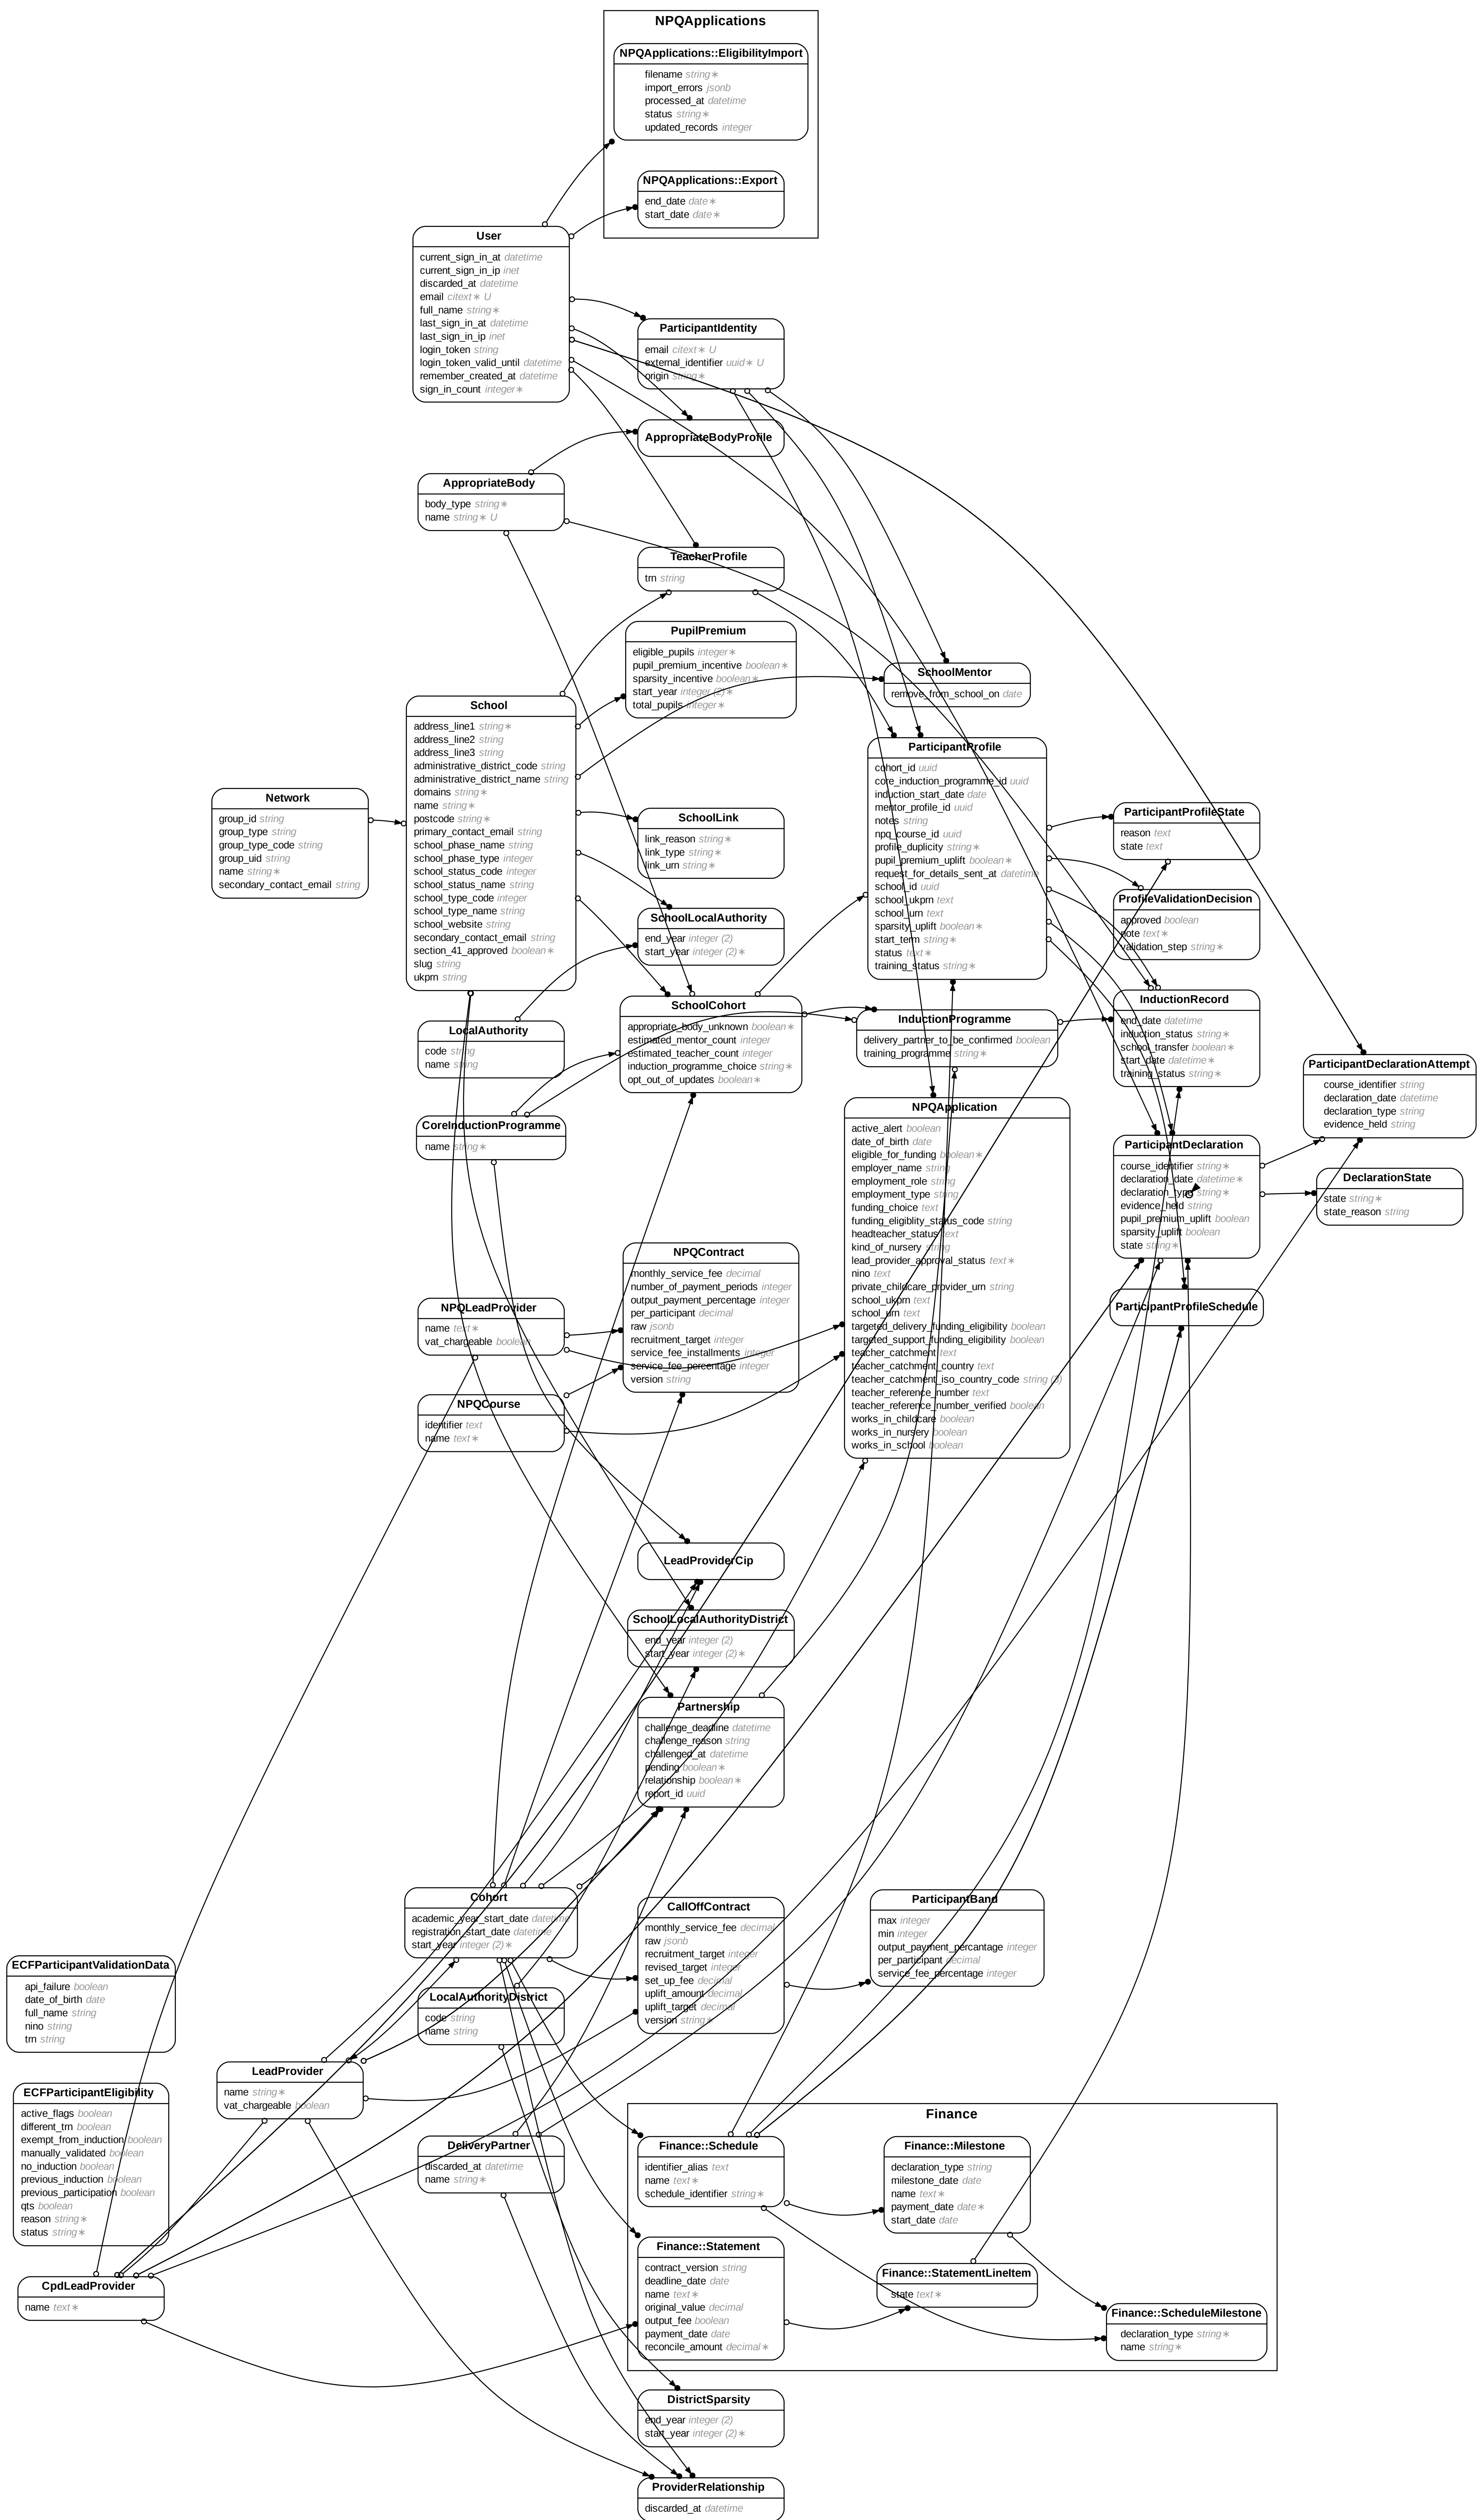 NPQApplications
NPQApplications::EligibilityImport
filename string ∗
import_errors jsonb
processed_at datetime
status string ∗
updated_records integer
NPQApplications::Export
end_date date ∗
start_date date ∗
User
current_sign_in_at datetime
current_sign_in_ip inet
discarded_at datetime
email citext ∗ U
full_name string ∗
last_sign_in_at datetime
last_sign_in_ip inet
login_token string
login_token_valid_until datetime
remember_created_at datetime
sign_in_count integer ∗
ParticipantIdentity
email citext ∗ U
external_identifier uuid ∗ U
origin string ∗
AppropriateBodyProfile
AppropriateBody
body_type string ∗
name string ∗ U
TeacherProfile
trn string
PupilPremium
eligible_pupils integer ∗
pupil_premium_incentive boolean ∗
sparsity_incentive boolean ∗
start_year integer (2) ∗
total_pupils integer ∗
SchoolMentor
remove_from_school_on date
School
address_line1 string ∗
address_line2 string
address_line3 string
administrative_district_code string
administrative_district_name string
domains string ∗
name string ∗
postcode string ∗
primary_contact_email string
school_phase_name string
school_phase_type integer
school_status_code integer
school_status_name string
school_type_code integer
school_type_name string
school_website string
secondary_contact_email string
section_41_approved boolean ∗
slug string
ukprn string
ParticipantProfile
cohort_id uuid
core_induction_programme_id uuid
induction_start_date date
mentor_profile_id uuid
notes string
npq_course_id uuid
profile_duplicity string ∗
pupil_premium_uplift boolean ∗
request_for_details_sent_at datetime
school_id uuid
school_ukprn text
school_urn text
sparsity_uplift boolean ∗
start_term string ∗
status text ∗
training_status string ∗
Network
group_id string
group_type string
group_type_code string
group_uid string
name string ∗
secondary_contact_email string
SchoolLink
link_reason string ∗
link_type string ∗
link_urn string ∗
ParticipantProfileState
reason text
state text
ProfileValidationDecision
approved boolean
note text ∗
validation_step string ∗
SchoolLocalAuthority
end_year integer (2)
start_year integer (2) ∗
InductionRecord
end_date datetime
induction_status string ∗
school_transfer boolean ∗
start_date datetime ∗
training_status string ∗
SchoolCohort
appropriate_body_unknown boolean ∗
estimated_mentor_count integer
estimated_teacher_count integer
induction_programme_choice string ∗
opt_out_of_updates boolean ∗
InductionProgramme
delivery_partner_to_be_confirmed boolean
training_programme string ∗
LocalAuthority
code string
name string
ParticipantDeclarationAttempt
course_identifier string
declaration_date datetime
declaration_type string
evidence_held string
CoreInductionProgramme
name string ∗
NPQApplication
active_alert boolean
date_of_birth date
eligible_for_funding boolean ∗
employer_name string
employment_role string
employment_type string
funding_choice text
funding_eligiblity_status_code string
headteacher_status text
kind_of_nursery string
lead_provider_approval_status text ∗
nino text
private_childcare_provider_urn string
school_ukprn text
school_urn text
targeted_delivery_funding_eligibility boolean
targeted_support_funding_eligibility boolean
teacher_catchment text
teacher_catchment_country text
teacher_catchment_iso_country_code string (3)
teacher_reference_number text
teacher_reference_number_verified boolean
works_in_childcare boolean
works_in_nursery boolean
works_in_school boolean
ParticipantDeclaration
course_identifier string ∗
declaration_date datetime ∗
declaration_type string ∗
evidence_held string
pupil_premium_uplift boolean
sparsity_uplift boolean
state string ∗
DeclarationState
state string ∗
state_reason string
NPQContract
monthly_service_fee decimal
number_of_payment_periods integer
output_payment_percentage integer
per_participant decimal
raw jsonb
recruitment_target integer
service_fee_installments integer
service_fee_percentage integer
version string
ParticipantProfileSchedule
NPQLeadProvider
name text ∗
vat_chargeable boolean
NPQCourse
identifier text
name text ∗
LeadProviderCip
SchoolLocalAuthorityDistrict
end_year integer (2)
start_year integer (2) ∗
Partnership
challenge_deadline datetime
challenge_reason string
challenged_at datetime
pending boolean ∗
relationship boolean ∗
report_id uuid
Cohort
academic_year_start_date datetime
registration_start_date datetime
start_year integer (2) ∗
CallOffContract
monthly_service_fee decimal
raw jsonb
recruitment_target integer
revised_target integer
set_up_fee decimal
uplift_amount decimal
uplift_target decimal
version string ∗
ParticipantBand
max integer
min integer
output_payment_percantage integer
per_participant decimal
service_fee_percentage integer
ECFParticipantValidationData
api_failure boolean
date_of_birth date
full_name string
nino string
trn string
LocalAuthorityDistrict
code string
name string
LeadProvider
name string ∗
vat_chargeable boolean
ECFParticipantEligibility
active_flags boolean
different_trn boolean
exempt_from_induction boolean
manually_validated boolean
no_induction boolean
previous_induction boolean
previous_participation boolean
qts boolean
reason string ∗
status string ∗
DeliveryPartner
discarded_at datetime
name string ∗
Finance
Finance::Schedule
identifier_alias text
name text ∗
schedule_identifier string ∗
Finance::Milestone
declaration_type string
milestone_date date
name text ∗
payment_date date ∗
start_date date
Finance::Statement
contract_version string
deadline_date date
name text ∗
original_value decimal
output_fee boolean
payment_date date
reconcile_amount decimal ∗
Finance::StatementLineItem
state text ∗
Finance::ScheduleMilestone
declaration_type string ∗
name string ∗
CpdLeadProvider
name text ∗
DistrictSparsity
end_year integer (2)
start_year integer (2) ∗
ProviderRelationship
discarded_at datetime